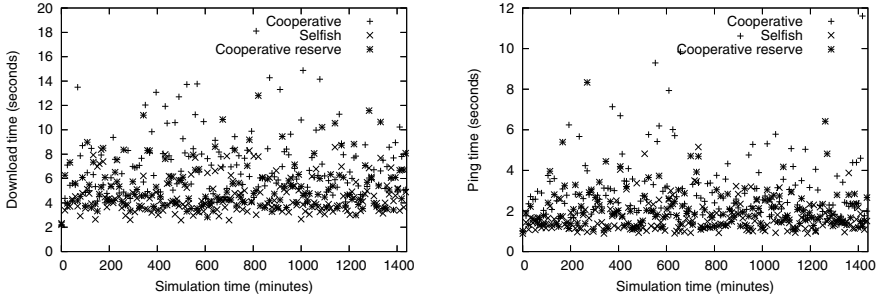 20
18
16
14
12
10
8
6
4
2
0
Download time (seconds)
0 200 400 600 800 1000 1200 1400
Simulation time (minutes)
Cooperative
Selfish
Cooperative reserve
12
10
8
6
4
2
0
Ping time (seconds)
0 200 400 600 800 1000 1200 1400
Simulation time (minutes)
Cooperative
Selfish
Cooperative reserve